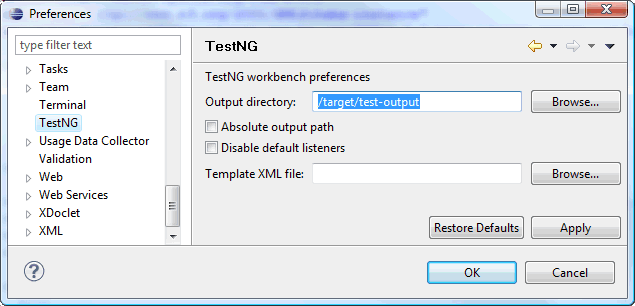 Preferences
type filter text
Tasks
Team
Terminal
TestNG
Usage Data Collector
Validation
Web
Web Services
XDoclet
XML
TestNG
TestNG workbench preferences
Output directory: /target/test-output Browse...
Absolute output path
Disable default listeners
Template XML file: Browse...
Restore Defaults Apply
? OK Cancel